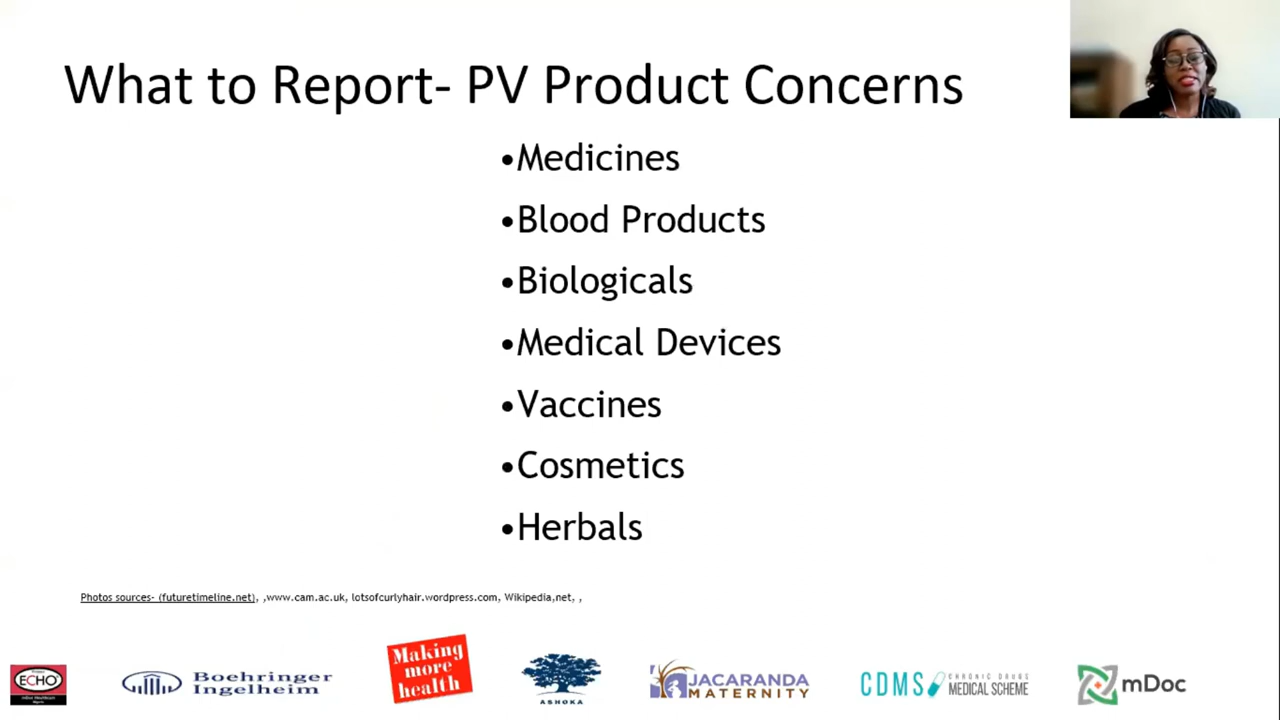 What to Report- PV Product Concerns
•Medicines
•Blood Products
•Biologicals
•Medical Devices
•Vaccines
•Cosmetics
•Herbals
Photos sources- (futuretimeline.net), ,www.cam.ac.uk, lotsofcurlyhair.wordpress.com, Wikipedia,net, ,
ECHO
Boehringer
Ingelheim
Making
more
health
ASHOKA
JACARANDA
MATERNITY
CDMS
CHRONIC DRUGS
MEDICAL SCHEME
mDoc